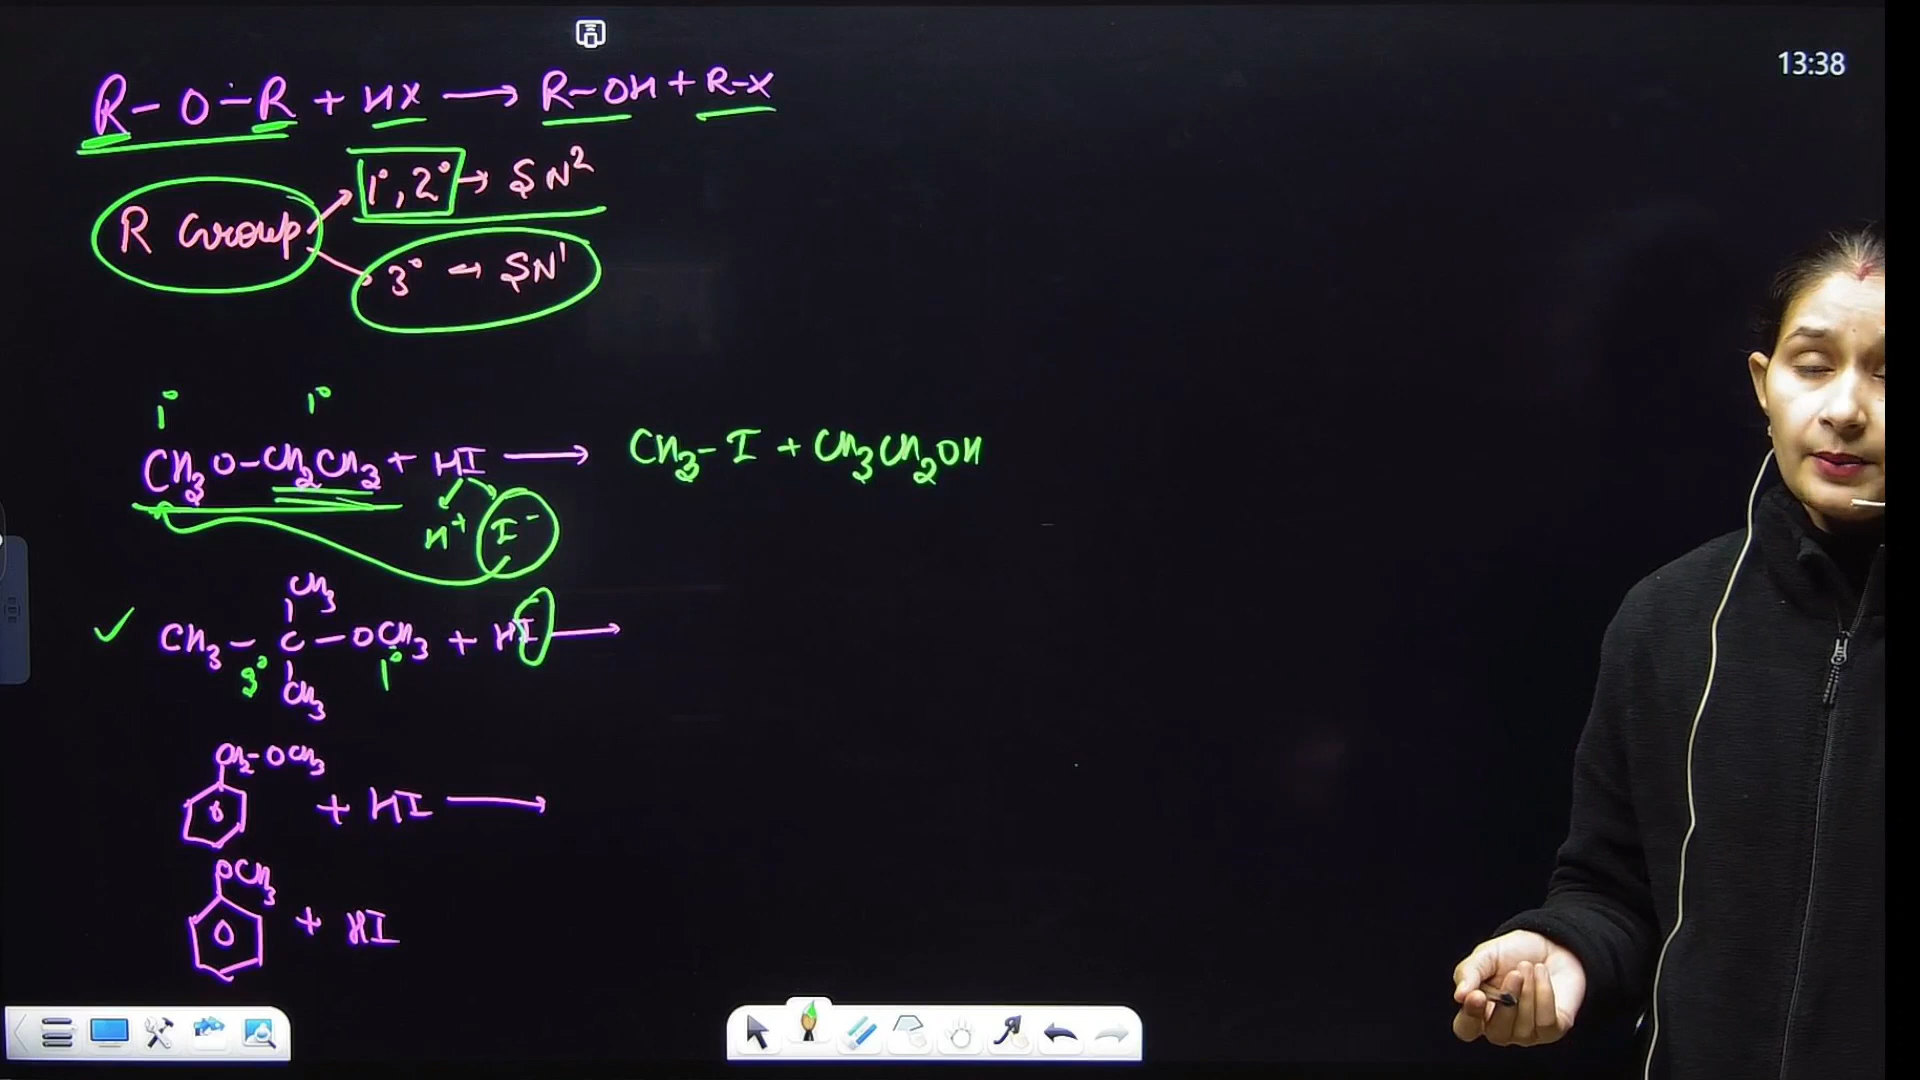 13:38
R-O-R + HX → R-OH + R-X
1°, 2° → SN²
R Group
3° → SN¹
1° 1°
CH₃O-CH₂CH₃ + HI → CH₃-I + CH₃CH₂OH
H⁺ I⁻
CH₃
CH₃-C-OCH₃ + HI →
3° 1°
CH₃
CH₂-OCH₃
+ HI →
OCH₃
+ HI